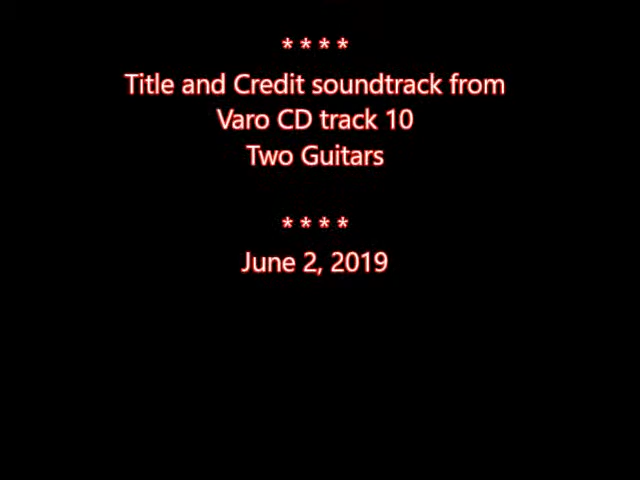 * * * *
Title and Credit soundtrack from
Varo CD track 10
Two Guitars
* * * *
June 2, 2019